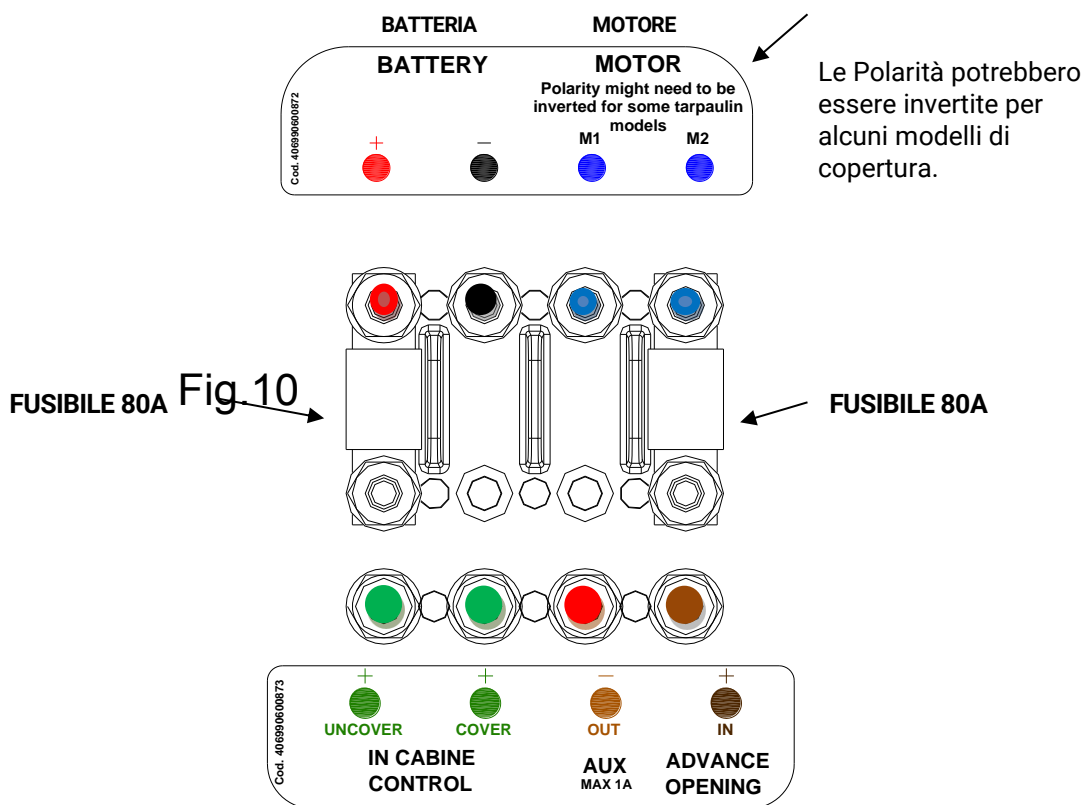 BATTERIA MOTORE
BATTERY MOTOR
Polarity might need to be
inverted for some tarpaulin
models
+ − M1 M2
Cod. 406990600872
Le Polarità potrebbero
essere invertite per
alcuni modelli di
copertura.
FUSIBILE 80A
Fig.10
FUSIBILE 80A
Cod. 406990600873
+ + − +
UNCOVER COVER OUT IN
IN CABINE
CONTROL
AUX
MAX 1A
ADVANCE
OPENING